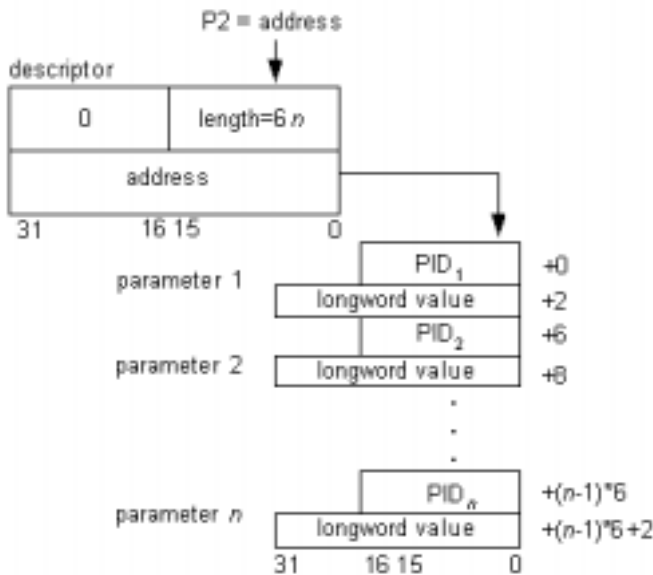 P2 = address
descriptor
0 length=6n
address
31 16 15 0
PID1 +0
parameter 1
longword value +2
PID2 +6
parameter 2
longword value +8
.
.
.
PIDn +(n-1)*6
parameter n
longword value +(n-1)*6+2
31 16 15 0